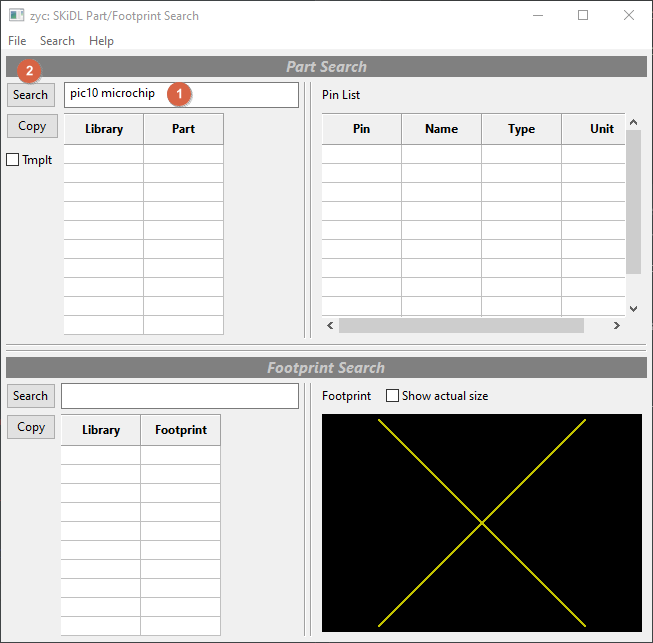 zyc: SKiDL Part/Footprint Search
File Search Help
Part Search
2
Search pic10 microchip 1 Pin List
Copy Library Part Pin Name Type Unit
Tmplt
Footprint Search
Search Footprint Show actual size
Copy Library Footprint